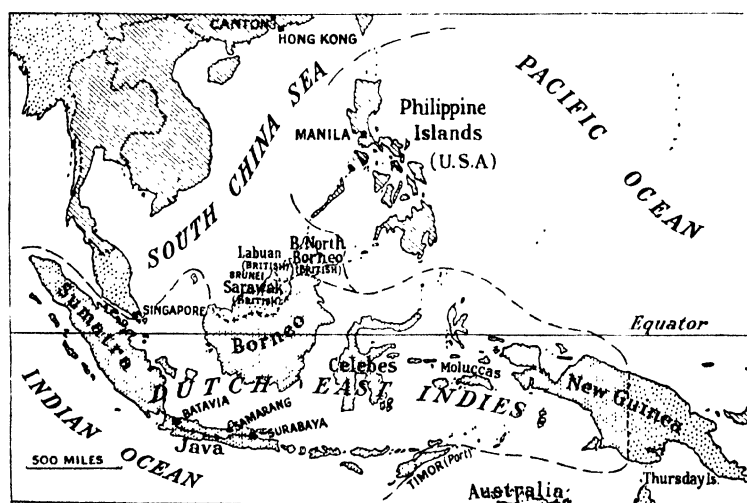 CANTON
HONG KONG
SOUTH CHINA SEA
PACIFIC OCEAN
Philippine
Islands
(U.S.A)
MANILA
B. North
Borneo
(BRITISH)
Labuan
(BRITISH)
BRUNEI
Sarawak
(BRITISH)
SINGAPORE
Sumatra
Borneo
Equator
Celebes
Moluccas
New Guinea
DUTCH EAST INDIES
INDIAN OCEAN
BATAVIA
SAMARANG
SURABAYA
Java
500 MILES
TIMOR (Port)
Australia
Thursday Is.